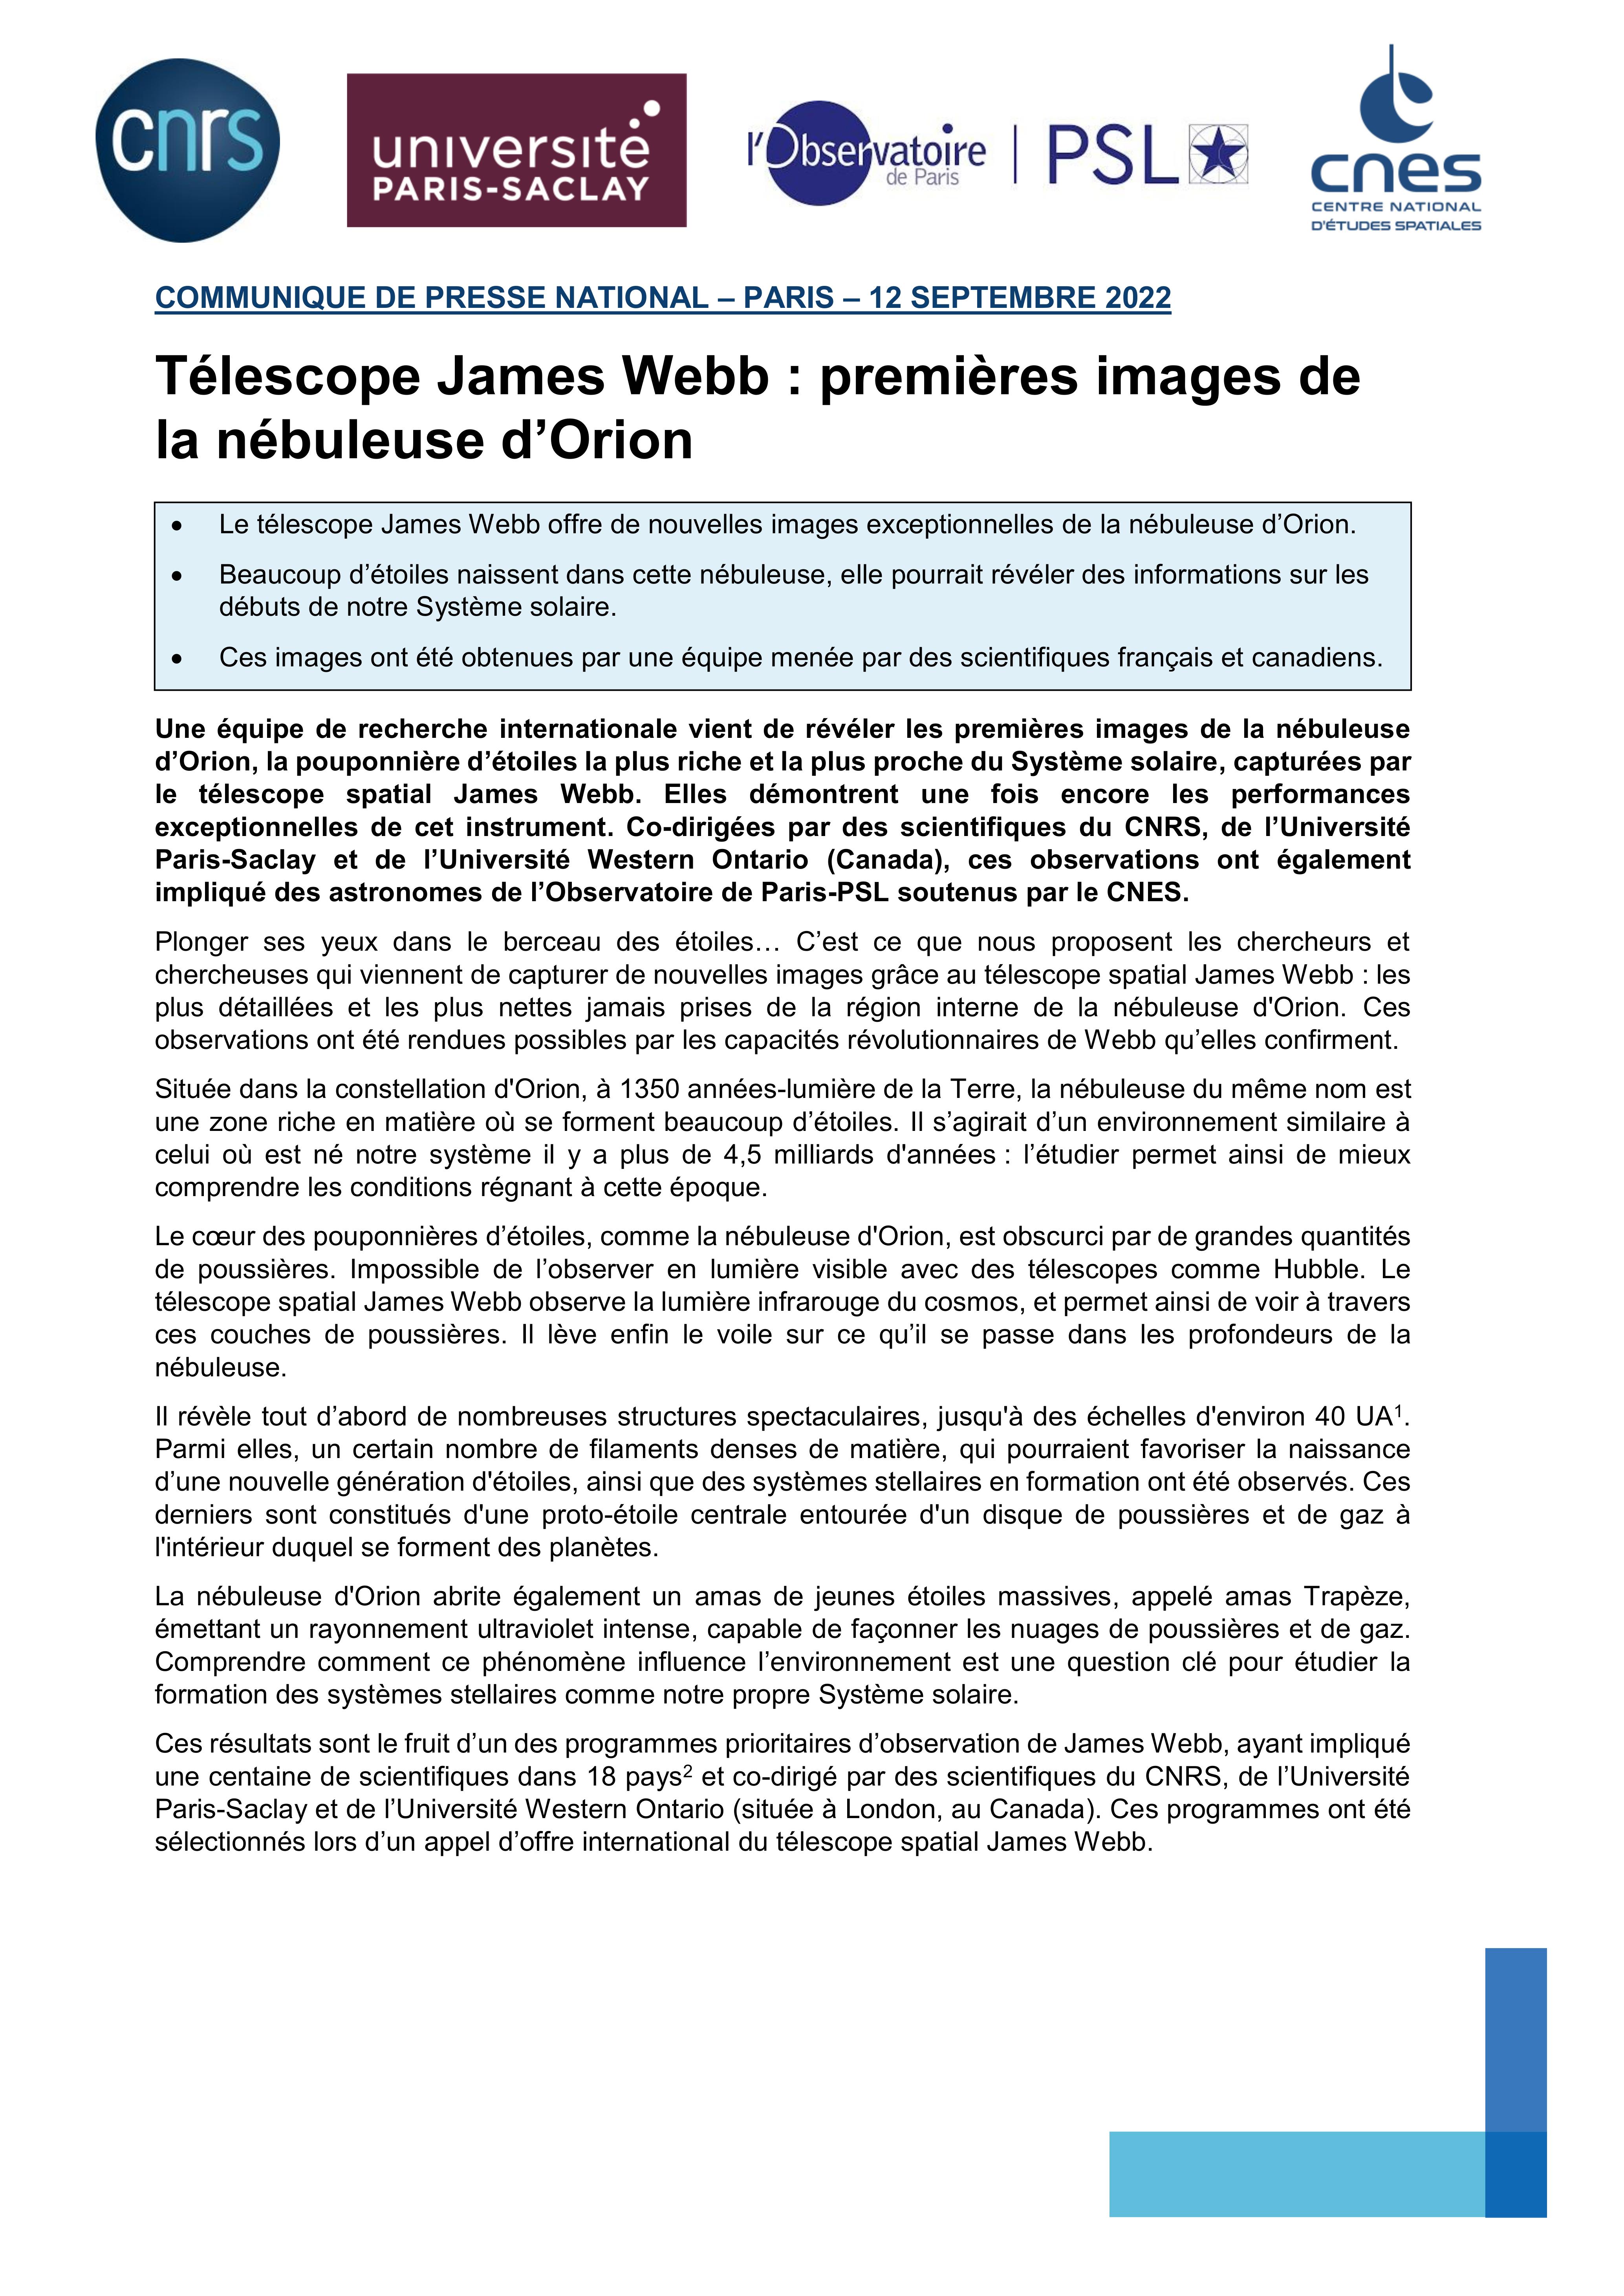 cnrs
université
PARIS-SACLAY
l'Observatoire
de Paris
PSL
cnes
CENTRE NATIONAL
D'ÉTUDES SPATIALES
COMMUNIQUE DE PRESSE NATIONAL – PARIS – 12 SEPTEMBRE 2022
Télescope James Webb : premières images de
la nébuleuse d’Orion
• Le télescope James Webb offre de nouvelles images exceptionnelles de la nébuleuse d’Orion.
• Beaucoup d’étoiles naissent dans cette nébuleuse, elle pourrait révéler des informations sur les
débuts de notre Système solaire.
• Ces images ont été obtenues par une équipe menée par des scientifiques français et canadiens.
Une équipe de recherche internationale vient de révéler les premières images de la nébuleuse
d’Orion, la pouponnière d’étoiles la plus riche et la plus proche du Système solaire, capturées par
le télescope spatial James Webb. Elles démontrent une fois encore les performances
exceptionnelles de cet instrument. Co-dirigées par des scientifiques du CNRS, de l’Université
Paris-Saclay et de l’Université Western Ontario (Canada), ces observations ont également
impliqué des astronomes de l’Observatoire de Paris-PSL soutenus par le CNES.
Plonger ses yeux dans le berceau des étoiles… C’est ce que nous proposent les chercheurs et
chercheuses qui viennent de capturer de nouvelles images grâce au télescope spatial James Webb : les
plus détaillées et les plus nettes jamais prises de la région interne de la nébuleuse d'Orion. Ces
observations ont été rendues possibles par les capacités révolutionnaires de Webb qu’elles confirment.
Située dans la constellation d'Orion, à 1350 années-lumière de la Terre, la nébuleuse du même nom est
une zone riche en matière où se forment beaucoup d’étoiles. Il s’agirait d’un environnement similaire à
celui où est né notre système il y a plus de 4,5 milliards d'années : l’étudier permet ainsi de mieux
comprendre les conditions régnant à cette époque.
Le cœur des pouponnières d’étoiles, comme la nébuleuse d'Orion, est obscurci par de grandes quantités
de poussières. Impossible de l’observer en lumière visible avec des télescopes comme Hubble. Le
télescope spatial James Webb observe la lumière infrarouge du cosmos, et permet ainsi de voir à travers
ces couches de poussières. Il lève enfin le voile sur ce qu’il se passe dans les profondeurs de la
nébuleuse.
Il révèle tout d’abord de nombreuses structures spectaculaires, jusqu'à des échelles d'environ 40 UA¹.
Parmi elles, un certain nombre de filaments denses de matière, qui pourraient favoriser la naissance
d’une nouvelle génération d'étoiles, ainsi que des systèmes stellaires en formation ont été observés. Ces
derniers sont constitués d'une proto-étoile centrale entourée d'un disque de poussières et de gaz à
l'intérieur duquel se forment des planètes.
La nébuleuse d'Orion abrite également un amas de jeunes étoiles massives, appelé amas Trapèze,
émettant un rayonnement ultraviolet intense, capable de façonner les nuages de poussières et de gaz.
Comprendre comment ce phénomène influence l’environnement est une question clé pour étudier la
formation des systèmes stellaires comme notre propre Système solaire.
Ces résultats sont le fruit d’un des programmes prioritaires d’observation de James Webb, ayant impliqué
une centaine de scientifiques dans 18 pays² et co-dirigé par des scientifiques du CNRS, de l’Université
Paris-Saclay et de l’Université Western Ontario (située à London, au Canada). Ces programmes ont été
sélectionnés lors d’un appel d’offre international du télescope spatial James Webb.